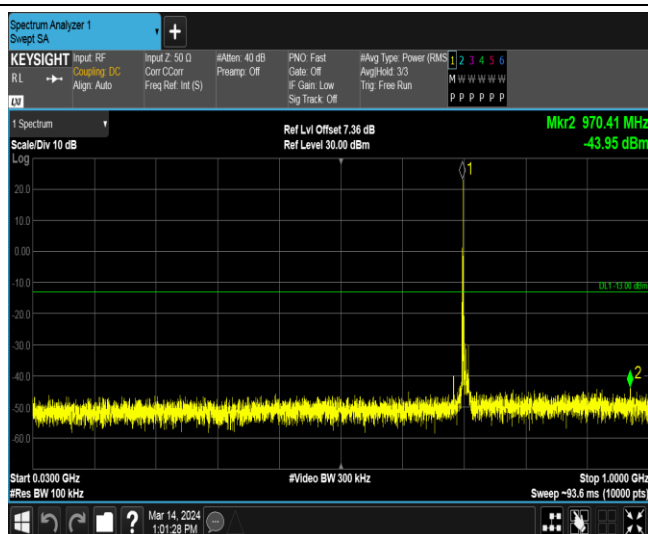 Spectrum Analyzer 1
Swept SA
+
KEYSIGHT
RL
LXI
Input: RF
Coupling: DC
Align: Auto
Input Z: 50 Ω
Corr CCorr
Freq Ref: Int (S)
#Atten: 40 dB
Preamp: Off
PNO: Fast
Gate: Off
IF Gain: Low
Sig Track: Off
#Avg Type: Power (RMS
Avg|Hold: 3/3
Trig: Free Run
1 2 3 4 5 6
M W W W W W
P P P P P P
1 Spectrum
Scale/Div 10 dB
Ref Lvl Offset 7.36 dB
Ref Level 30.00 dBm
Mkr2 970.41 MHz
-43.95 dBm
Log
1
20.0
10.0
0.00
-10.0
DL1 -13.00 dBm
-20.0
-30.0
-40.0
2
-50.0
-60.0
Start 0.0300 GHz
#Video BW 300 kHz
Stop 1.0000 GHz
#Res BW 100 kHz
Sweep ~93.6 ms (10000 pts)
?
Mar 14, 2024
1:01:28 PM